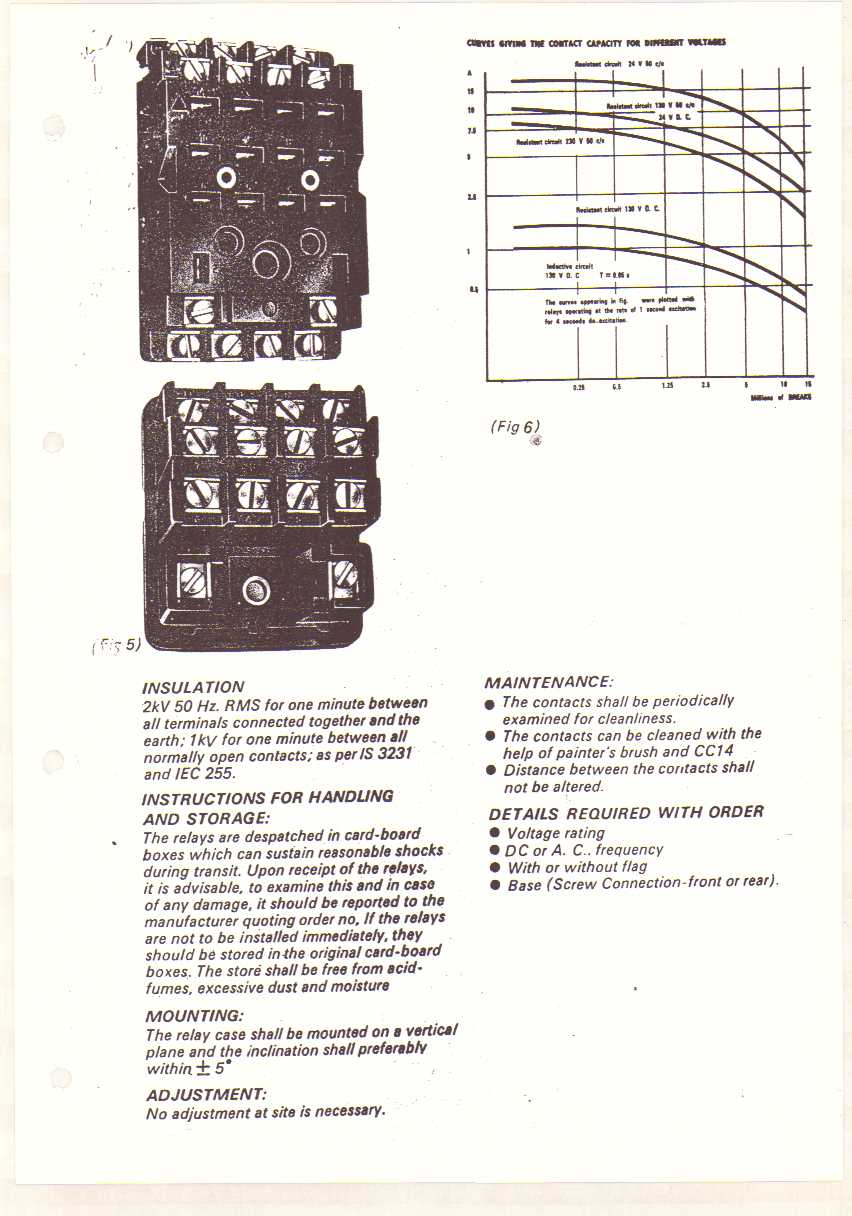 CURVES GIVING THE CONTACT CAPACITY FOR DIFFERENT VOLTAGES
Resistant circuit 24 V 50 c/s
A
15
10
7.5
5
2.5
1
0.5
Resistant circuit 130 V 50 c/s
24 V D. C.
Resistant circuit 230 V 50 c/s
Resistant circuit 130 V D. C.
Inductive circuit
130 V D. C T = 0.05 s
The curves appearing in fig. were plotted with
relays operating at the rate of 1 second excitation
for 4 seconds de-excitation.
0.25 0.5 1.25 2.5 5 10 15
Millions of BREAKS
(Fig 6)
(Fig 5)
INSULATION
2kV 50 Hz. RMS for one minute between
all terminals connected together and the
earth; 1kV for one minute between all
normally open contacts; as per IS 3231
and IEC 255.
INSTRUCTIONS FOR HANDLING
AND STORAGE:
The relays are despatched in card-board
boxes which can sustain reasonable shocks
during transit. Upon receipt of the relays,
it is advisable, to examine this and in case
of any damage, it should be reported to the
manufacturer quoting order no, If the relays
are not to be installed immediately, they
should be stored in the original card-board
boxes. The store shall be free from acid-
fumes, excessive dust and moisture
MOUNTING:
The relay case shall be mounted on a vertical
plane and the inclination shall preferably
within ± 5°
ADJUSTMENT:
No adjustment at site is necessary.
MAINTENANCE:
● The contacts shall be periodically
examined for cleanliness.
● The contacts can be cleaned with the
help of painter's brush and CC14
● Distance between the contacts shall
not be altered.
DETAILS REQUIRED WITH ORDER
● Voltage rating
● DC or A. C.. frequency
● With or without flag
● Base (Screw Connection-front or rear).